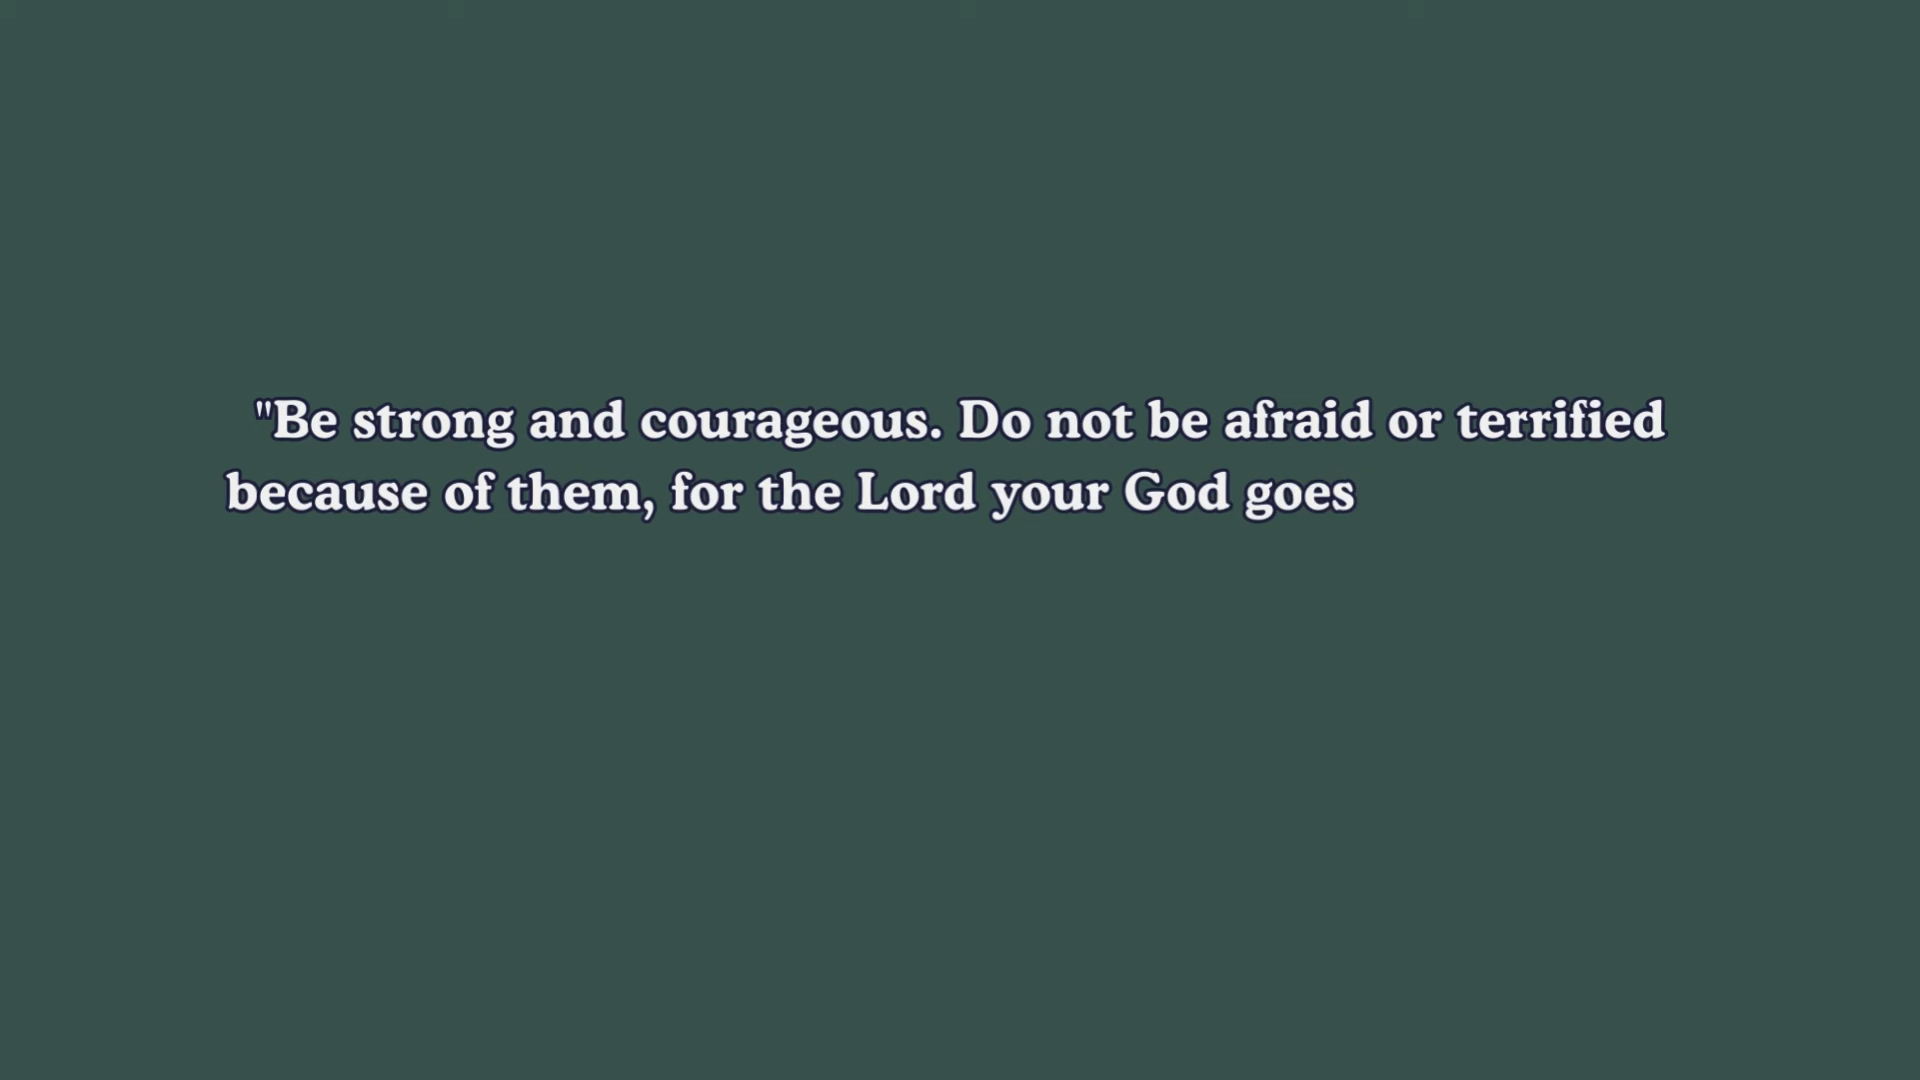 "Be strong and courageous. Do not be afraid or terrified
because of them, for the Lord your God goes